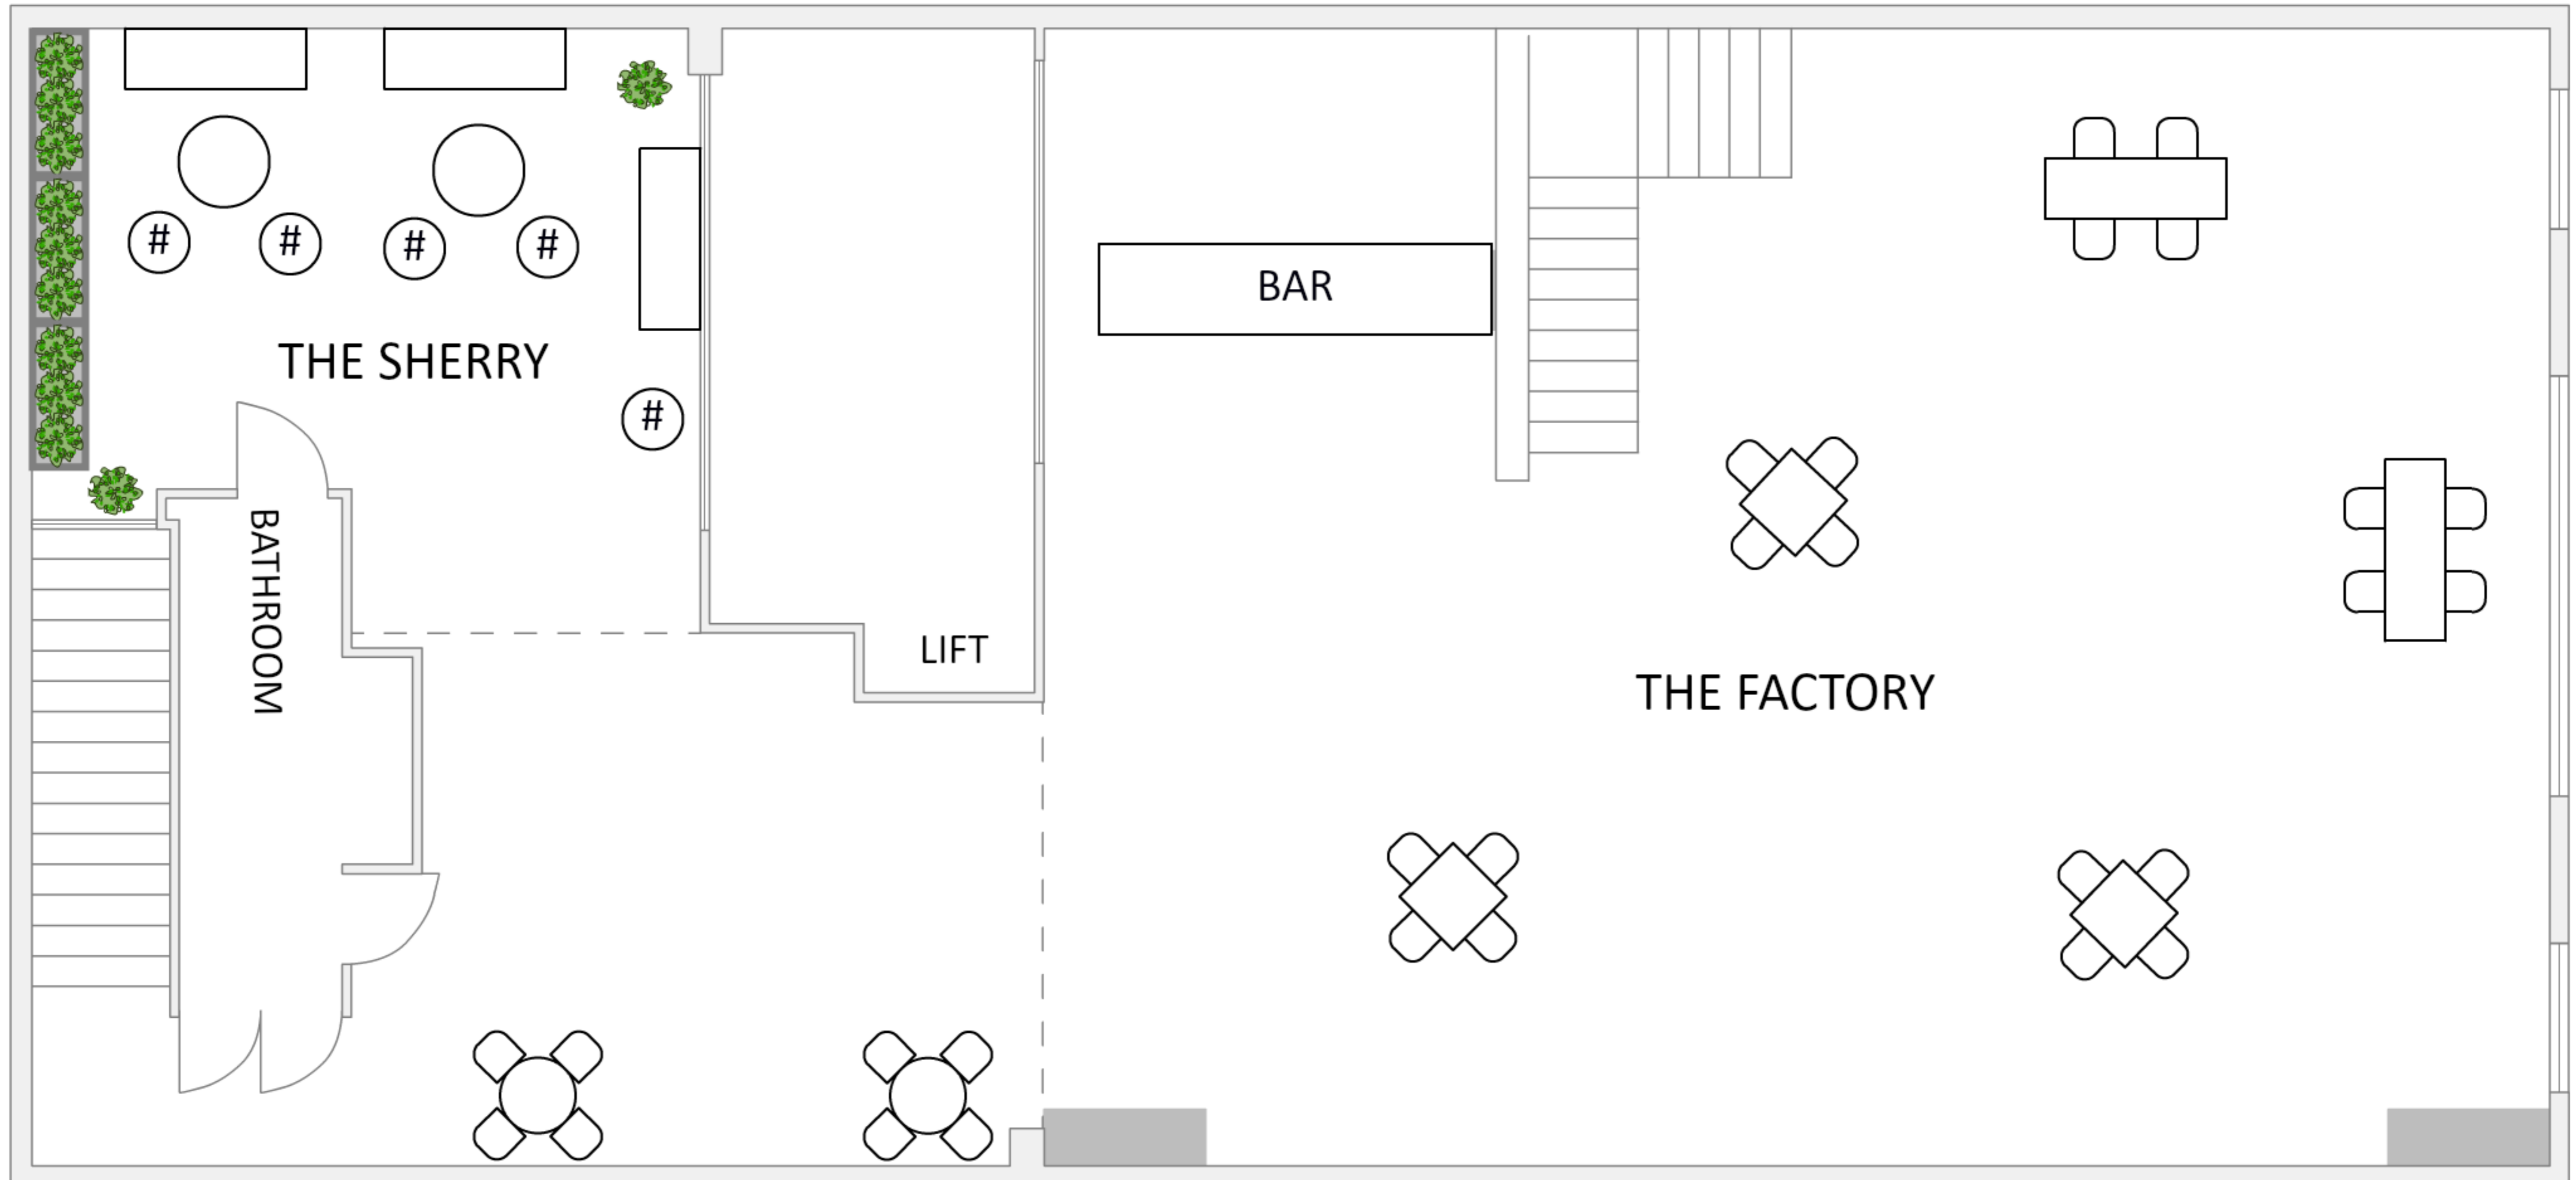 # # # #
THE SHERRY
#
BATHROOM
LIFT
BAR
THE FACTORY